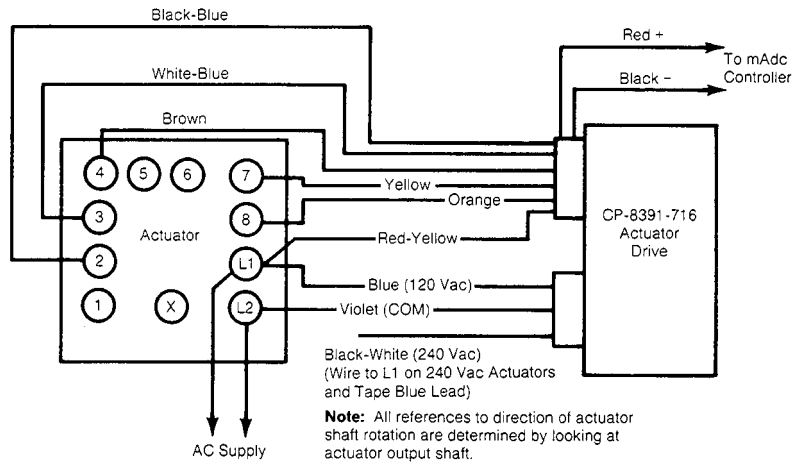 Black-Blue
Red +
To mAdc
Controller
White-Blue
Black -
Brown
4
5
6
7
Yellow
Orange
3
8
Actuator
CP-8391-716
Actuator
Drive
Red-Yellow
2
L1
Blue (120 Vac)
1
X
L2
Violet (COM)
Black-White (240 Vac)
(Wire to L1 on 240 Vac Actuators
and Tape Blue Lead)
Note: All references to direction of actuator
shaft rotation are determined by looking at
actuator output shaft.
AC Supply